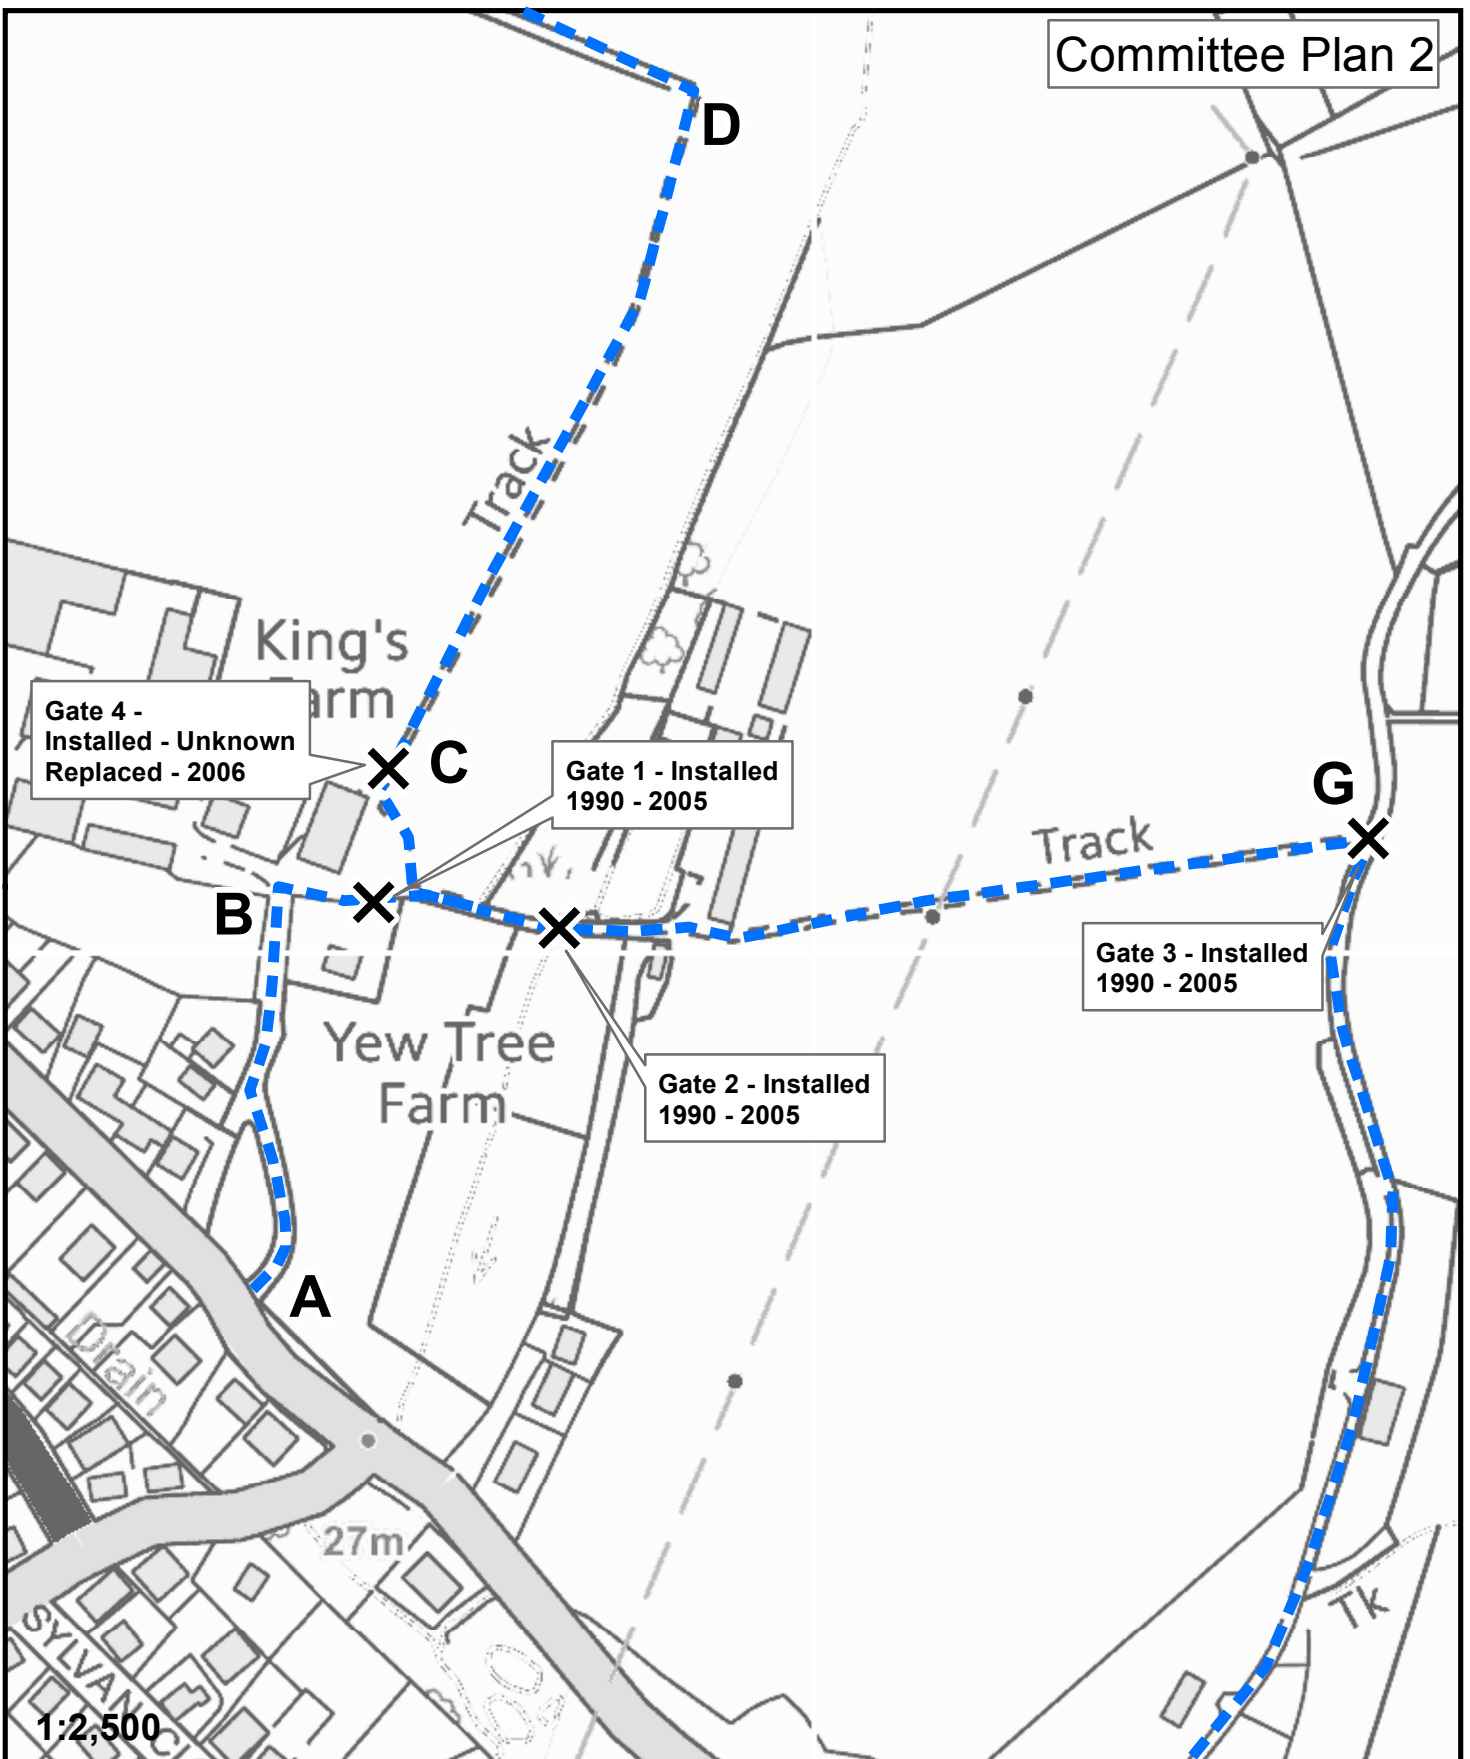 Committee Plan 2
D
Track
King's
Farm
Gate 4 -
Installed - Unknown
Replaced - 2006
C
Gate 1 - Installed
1990 - 2005
G
Track
B
Gate 3 - Installed
1990 - 2005
Yew Tree
Farm
Gate 2 - Installed
1990 - 2005
A
Drain
27m
Tk
SYLVAN C
1:2,500